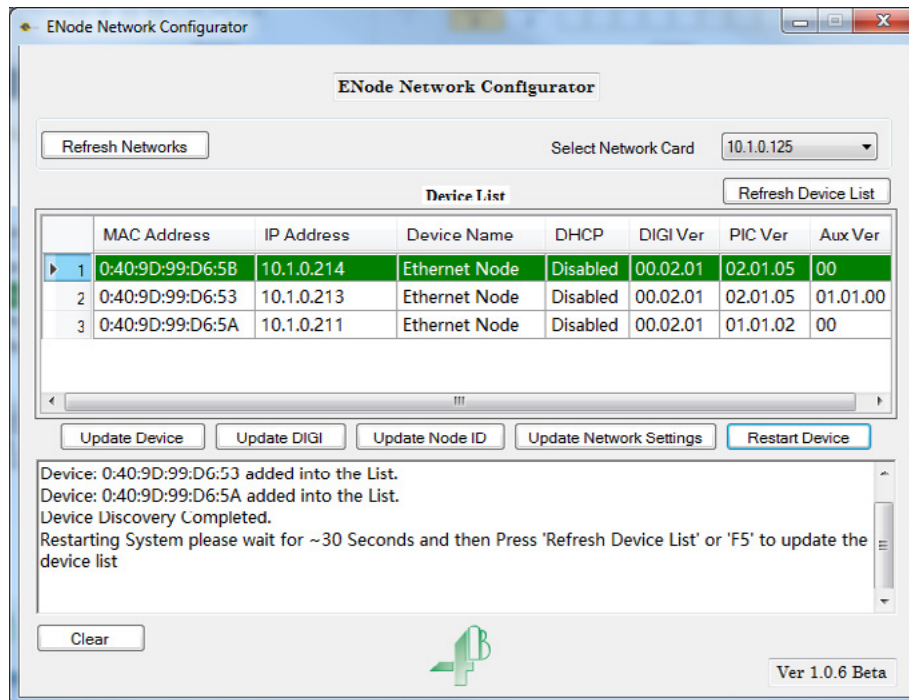 ENode Network Configurator
ENode Network Configurator
Refresh Networks Select Network Card 10.1.0.125
Device List Refresh Device List
MAC Address IP Address Device Name DHCP DIGI Ver PIC Ver Aux Ver
1 0:40:9D:99:D6:5B 10.1.0.214 Ethernet Node Disabled 00.02.01 02.01.05 00
2 0:40:9D:99:D6:53 10.1.0.213 Ethernet Node Disabled 00.02.01 02.01.05 01.01.00
3 0:40:9D:99:D6:5A 10.1.0.211 Ethernet Node Disabled 00.02.01 01.01.02 00
Update Device Update DIGI Update Node ID Update Network Settings Restart Device
Device: 0:40:9D:99:D6:53 added into the List.
Device: 0:40:9D:99:D6:5A added into the List.
Device Discovery Completed.
Restarting System please wait for ~30 Seconds and then Press 'Refresh Device List' or 'F5' to update the
device list
Clear
4B
Ver 1.0.6 Beta